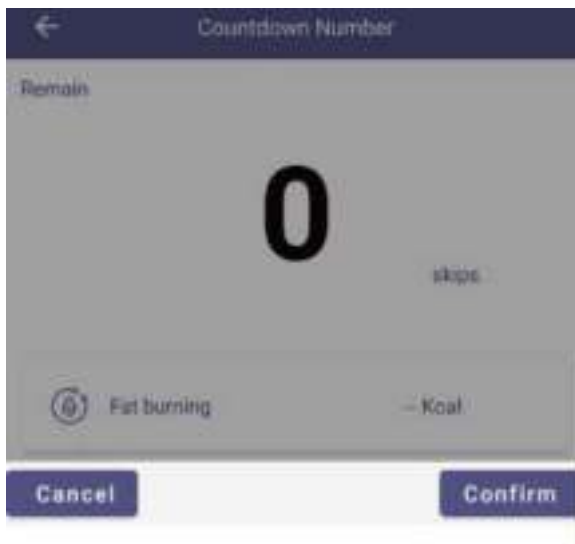 Countdown Number
Remain
0
skips
Fat burning -- Kcal
Cancel Confirm